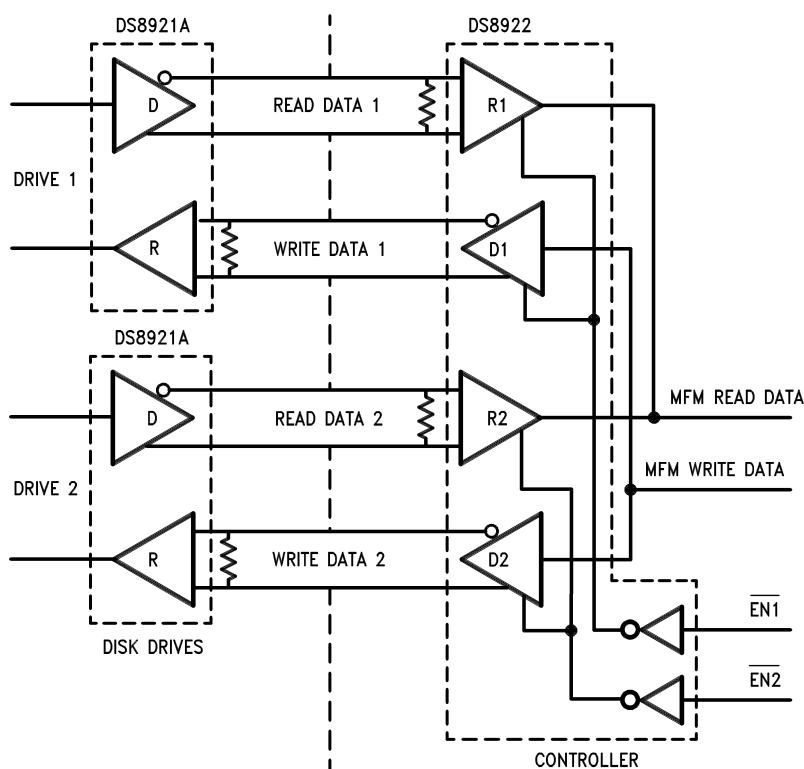 DS8921A
DS8922
D
READ DATA 1
R1
DRIVE 1
R
WRITE DATA 1
D1
DS8921A
D
READ DATA 2
R2
MFM READ DATA
MFM WRITE DATA
DRIVE 2
R
WRITE DATA 2
D2
EN1
DISK DRIVES
EN2
CONTROLLER